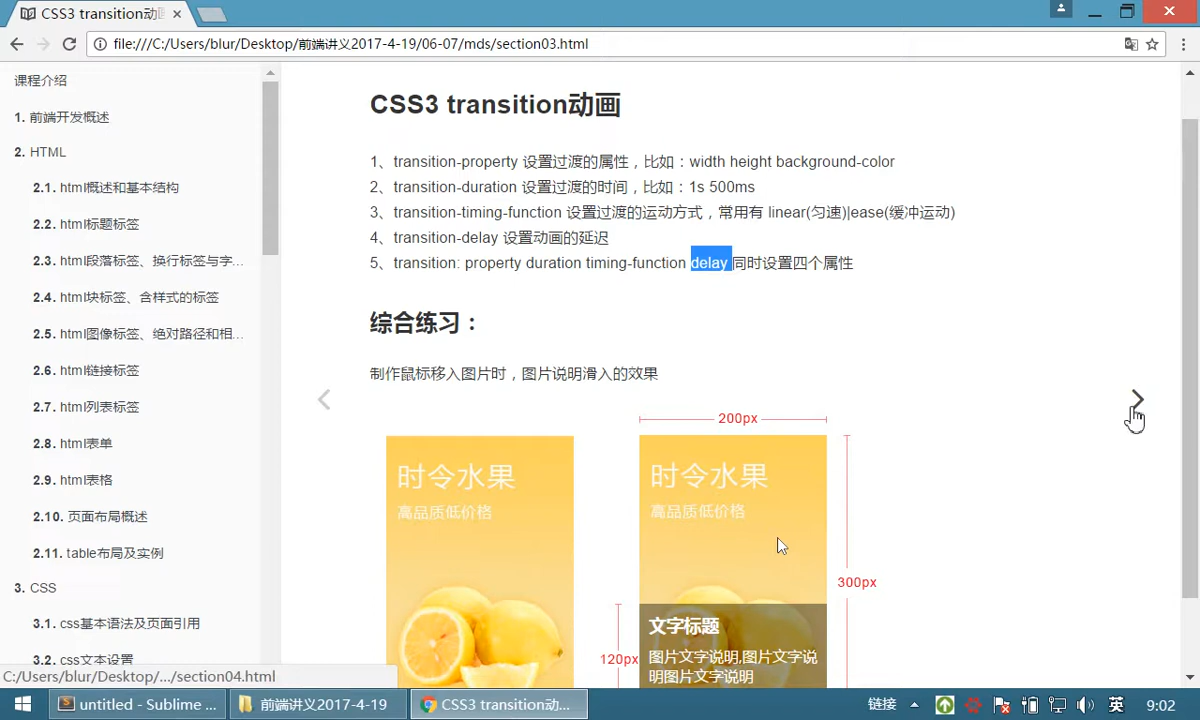 CSS3 transition动画
file:///C:/Users/blur/Desktop/前端讲义2017-4-19/06-07/mds/section03.html
课程介绍
1. 前端开发概述
2. HTML
2.1. html概述和基本结构
2.2. html标题标签
2.3. html段落标签、换行标签与字...
2.4. html块标签、含样式的标签
2.5. html图像标签、绝对路径和相...
2.6. html链接标签
2.7. html列表标签
2.8. html表单
2.9. html表格
2.10. 页面布局概述
2.11. table布局及实例
3. CSS
3.1. css基本语法及页面引用
3.2. css文本设置
C:/Users/blur/Desktop/.../section04.html
CSS3 transition动画
1、transition-property 设置过渡的属性，比如：width height background-color
2、transition-duration 设置过渡的时间，比如：1s 500ms
3、transition-timing-function 设置过渡的运动方式，常用有 linear(匀速)|ease(缓冲运动)
4、transition-delay 设置动画的延迟
5、transition: property duration timing-function delay 同时设置四个属性
综合练习：
制作鼠标移入图片时，图片说明滑入的效果
时令水果
高品质低价格
200px
时令水果
高品质低价格
300px
120px
文字标题
图片文字说明,图片文字说
明图片文字说明
untitled - Sublime ...
前端讲义2017-4-19
CSS3 transition动...
链接
英
9:02